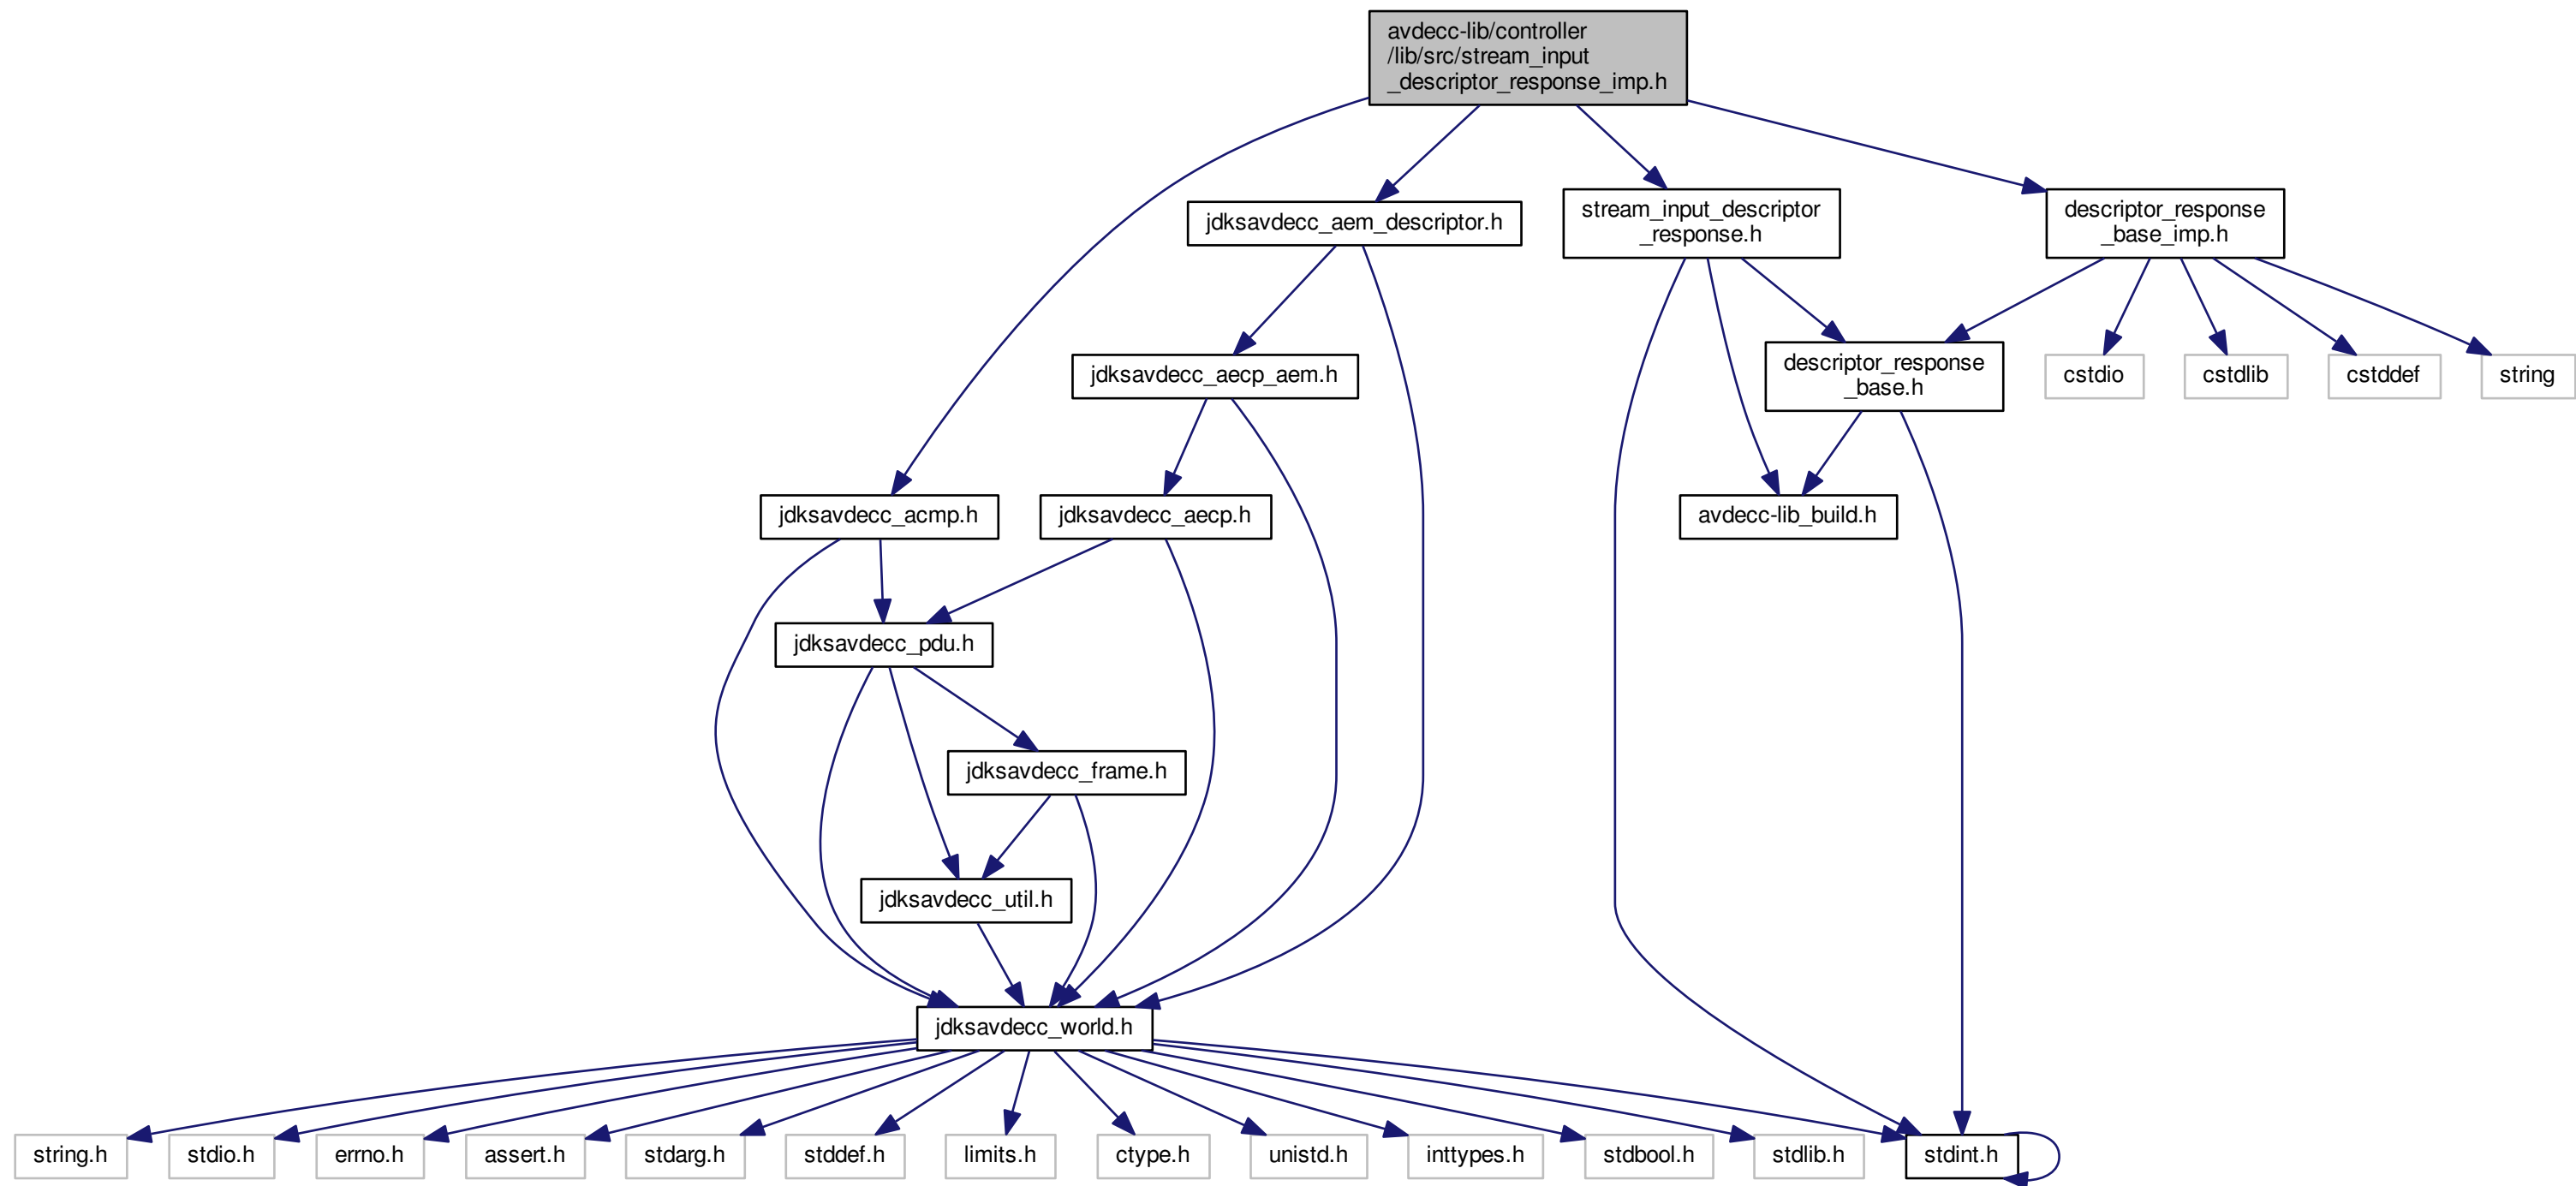 avdecc-lib/controller
/lib/src/stream_input
_descriptor_response_imp.h
jdksavdecc_aem_descriptor.h
stream_input_descriptor
_response.h
descriptor_response
_base_imp.h
jdksavdecc_aecp_aem.h
descriptor_response
_base.h
cstdio
cstdlib
cstddef
string
jdksavdecc_acmp.h
jdksavdecc_aecp.h
avdecc-lib_build.h
jdksavdecc_pdu.h
jdksavdecc_frame.h
jdksavdecc_util.h
jdksavdecc_world.h
string.h
stdio.h
errno.h
assert.h
stdarg.h
stddef.h
limits.h
ctype.h
unistd.h
inttypes.h
stdbool.h
stdlib.h
stdint.h